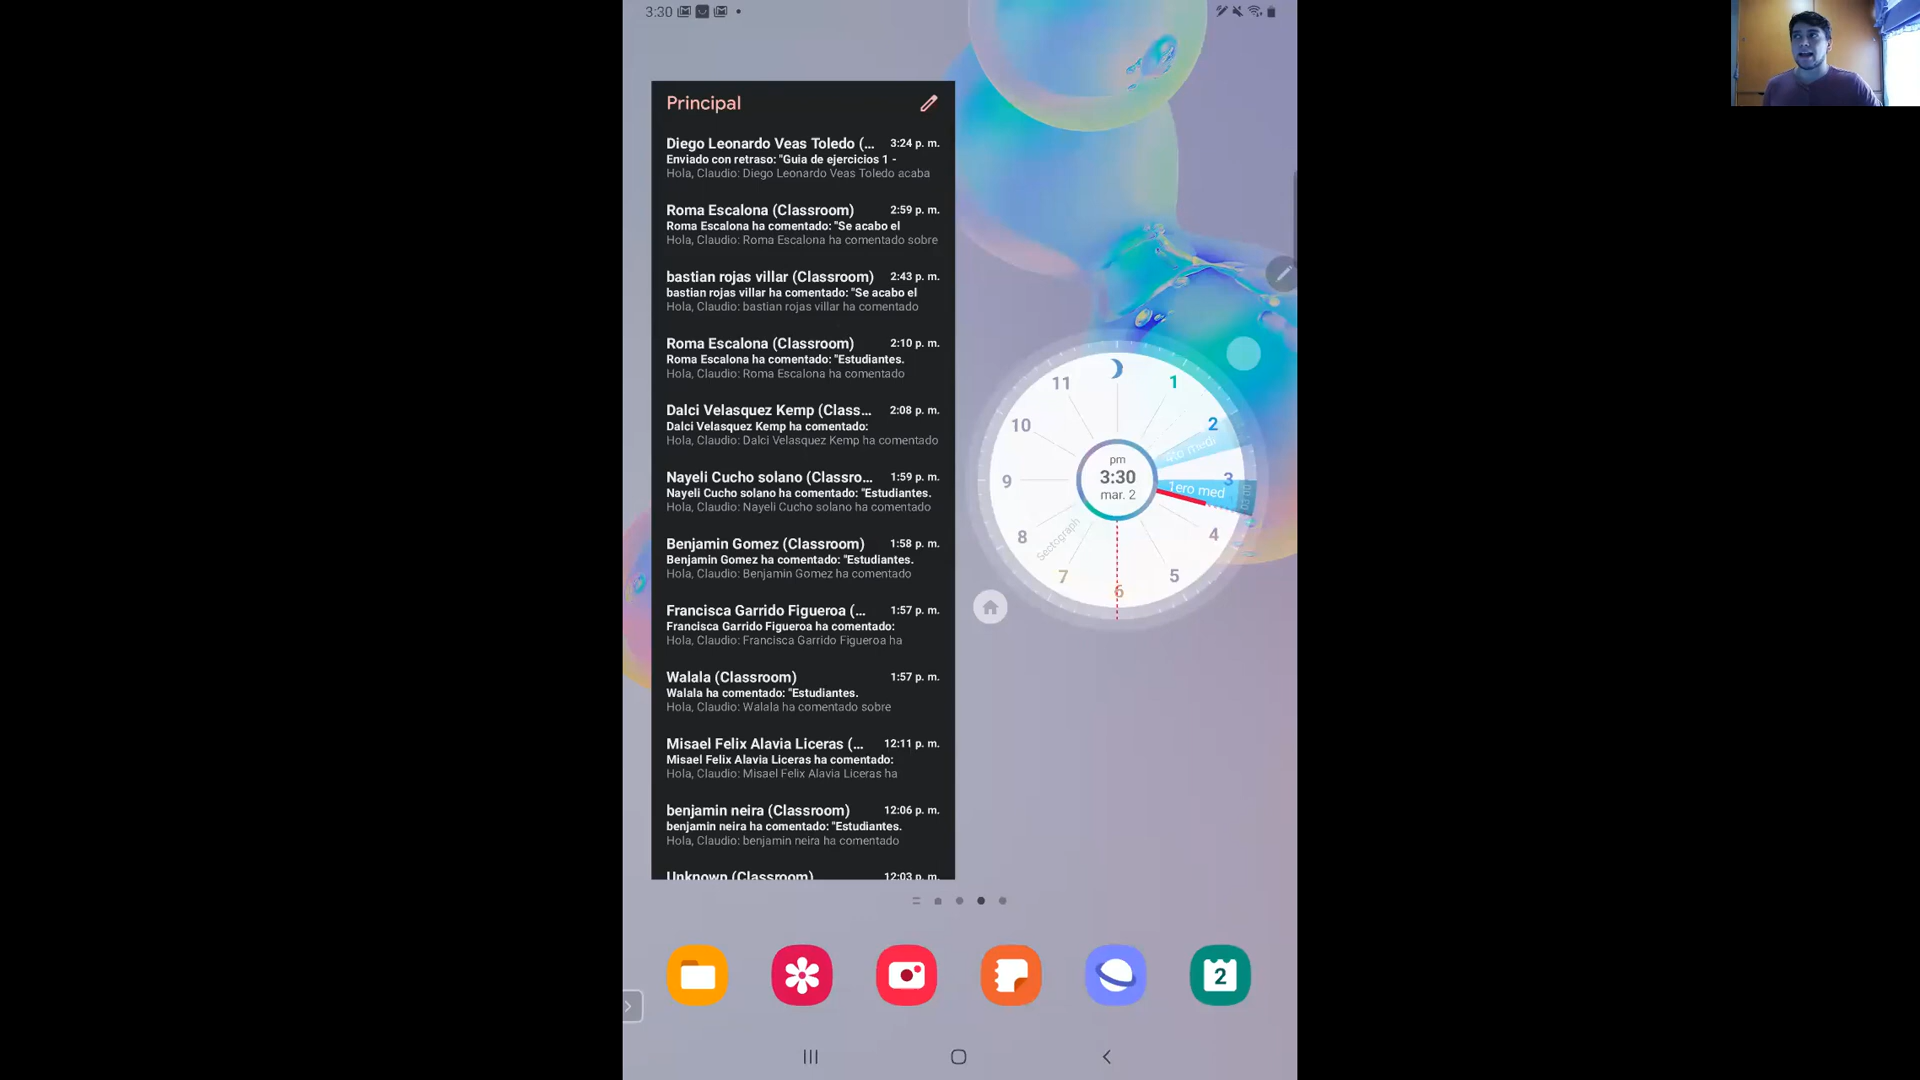 3:30
Principal
Diego Leonardo Veas Toledo (... 3:24 p. m.
Enviado con retraso: "Guia de ejercicios 1 -
Hola, Claudio: Diego Leonardo Veas Toledo acaba
Roma Escalona (Classroom) 2:59 p. m.
Roma Escalona ha comentado: "Se acabo el
Hola, Claudio: Roma Escalona ha comentado sobre
bastian rojas villar (Classroom) 2:43 p. m.
bastian rojas villar ha comentado: "Se acabo el
Hola, Claudio: bastian rojas villar ha comentado
Roma Escalona (Classroom) 2:10 p. m.
Roma Escalona ha comentado: "Estudiantes.
Hola, Claudio: Roma Escalona ha comentado
Dalci Velasquez Kemp (Class... 2:08 p. m.
Dalci Velasquez Kemp ha comentado:
Hola, Claudio: Dalci Velasquez Kemp ha comentado
Nayeli Cucho solano (Classro... 1:59 p. m.
Nayeli Cucho solano ha comentado: "Estudiantes.
Hola, Claudio: Nayeli Cucho solano ha comentado
Benjamin Gomez (Classroom) 1:58 p. m.
Benjamin Gomez ha comentado: "Estudiantes.
Hola, Claudio: Benjamin Gomez ha comentado
Francisca Garrido Figueroa (... 1:57 p. m.
Francisca Garrido Figueroa ha comentado:
Hola, Claudio: Francisca Garrido Figueroa ha
Walala (Classroom) 1:57 p. m.
Walala ha comentado: "Estudiantes.
Hola, Claudio: Walala ha comentado sobre
Misael Felix Alavia Liceras (... 12:11 p. m.
Misael Felix Alavia Liceras ha comentado:
Hola, Claudio: Misael Felix Alavia Liceras ha
benjamin neira (Classroom) 12:06 p. m.
benjamin neira ha comentado: "Estudiantes.
Hola, Claudio: benjamin neira ha comentado
Unknown (Classroom) 12:03 p. m.
11 1
10 2
4to medi
pm
3:30
mar. 2
9 3
1ero med
03:00
8 4
Sectograph
7 5
6
2